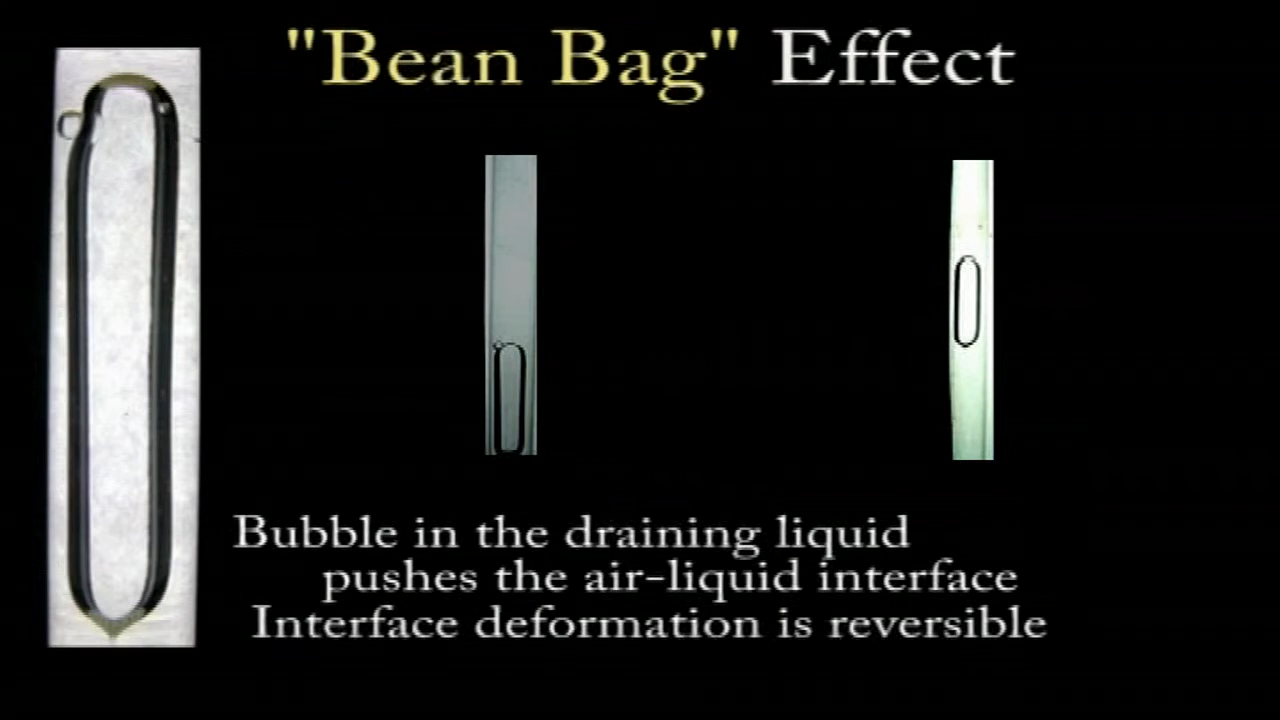 "Bean Bag" Effect
Bubble in the draining liquid
pushes the air-liquid interface
Interface deformation is reversible